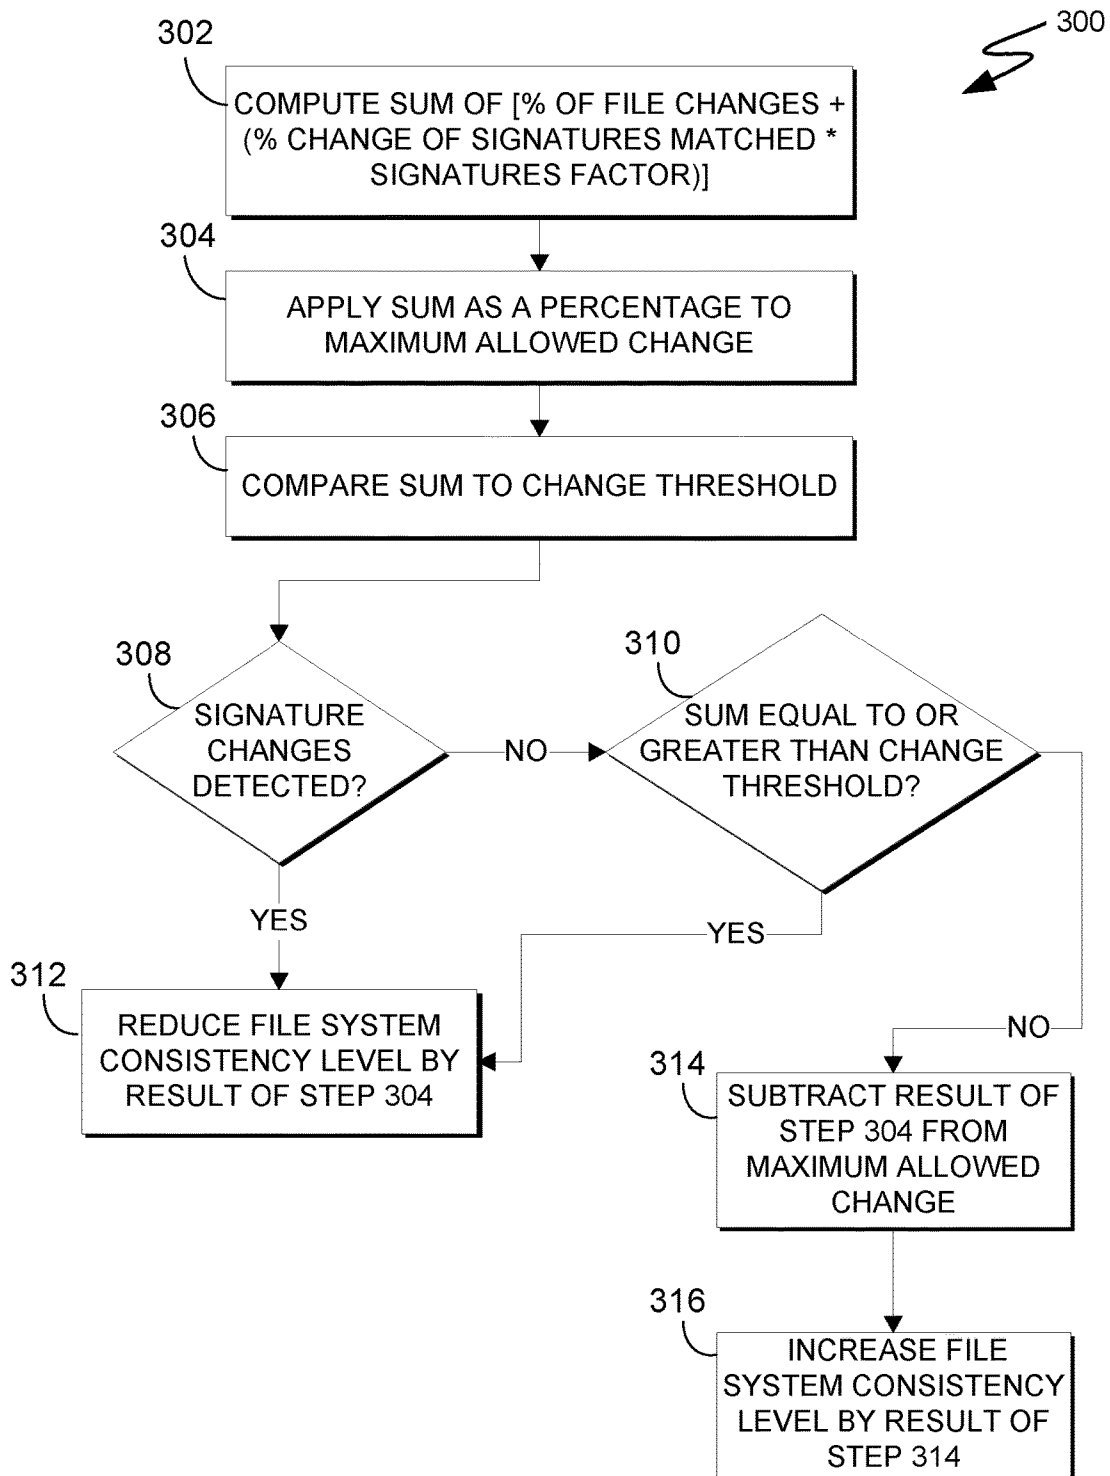 300
302
COMPUTE SUM OF [% OF FILE CHANGES +
(% CHANGE OF SIGNATURES MATCHED *
SIGNATURES FACTOR)]
304
APPLY SUM AS A PERCENTAGE TO
MAXIMUM ALLOWED CHANGE
306
COMPARE SUM TO CHANGE THRESHOLD
308
SIGNATURE
CHANGES
DETECTED?
NO
310
SUM EQUAL TO OR
GREATER THAN CHANGE
THRESHOLD?
YES
YES
NO
312
REDUCE FILE SYSTEM
CONSISTENCY LEVEL BY
RESULT OF STEP 304
314
SUBTRACT RESULT OF
STEP 304 FROM
MAXIMUM ALLOWED
CHANGE
316
INCREASE FILE
SYSTEM CONSISTENCY
LEVEL BY RESULT OF
STEP 314